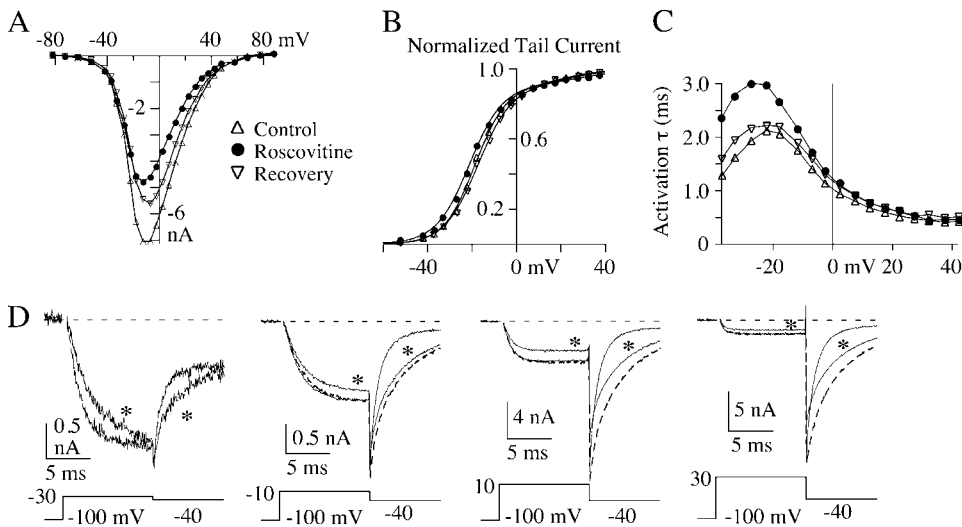 A
-80
-40
40
80
mV
-2
-6
nA
△ Control
● Roscovitine
▽ Recovery
B
Normalized Tail Current
1.0
0.6
0.2
-40
0 mV
40
C
Activation τ (ms)
3.0
2.0
1.0
0
-20
0 mV
20
40
D
*
*
0.5
nA
5 ms
-30
-100 mV
-40
*
*
0.5 nA
5 ms
-10
-100 mV
-40
*
*
4 nA
5 ms
10
-100 mV
-40
*
*
5 nA
5 ms
30
-100 mV
-40